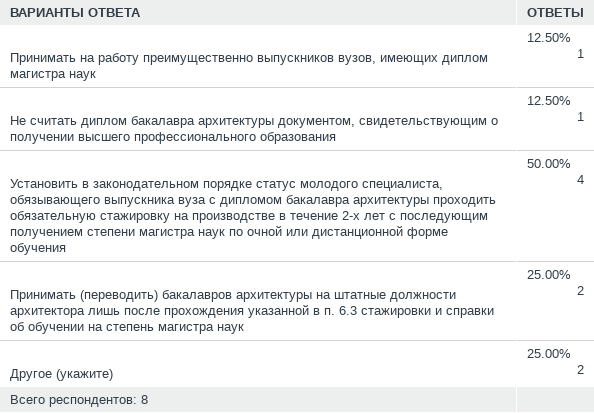 ВАРИАНТЫ ОТВЕТА ОТВЕТЫ
12.50%
1
Принимать на работу преимущественно выпускников вузов, имеющих диплом
магистра наук
12.50%
1
Не считать диплом бакалавра архитектуры документом, свидетельствующим о
получении высшего профессионального образования
50.00%
4
Установить в законодательном порядке статус молодого специалиста,
обязывающего выпускника вуза с дипломом бакалавра архитектуры проходить
обязательную стажировку на производстве в течение 2-х лет с последующим
получением степени магистра наук по очной или дистанционной форме
обучения
25.00%
2
Принимать (переводить) бакалавров архитектуры на штатные должности
архитектора лишь после прохождения указанной в п. 6.3 стажировки и справки
об обучении на степень магистра наук
25.00%
2
Другое (укажите)
Всего респондентов: 8